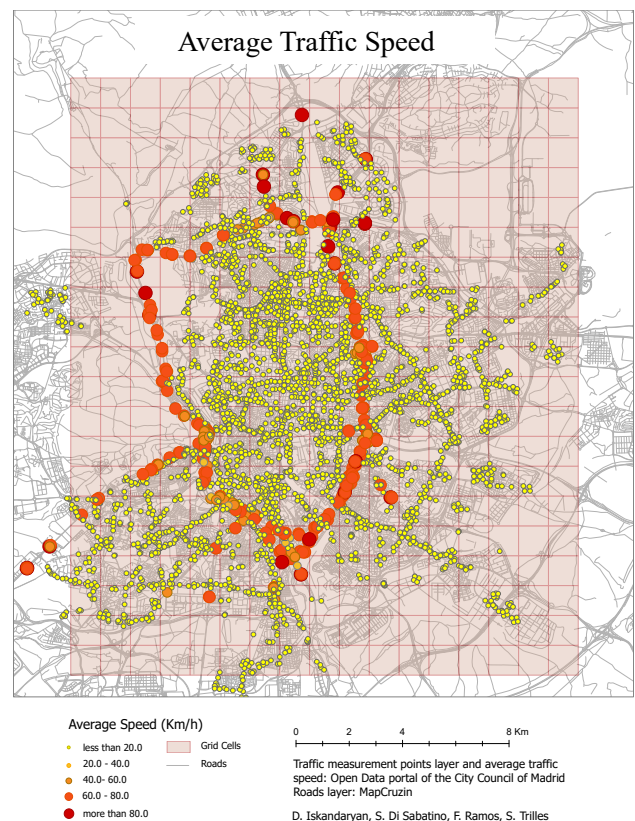 Average Traffic Speed
Average Speed (Km/h)
less than 20.0
20.0 - 40.0
40.0- 60.0
60.0 - 80.0
more than 80.0
Grid Cells
Roads
0 2 4 8 Km
Traffic measurement points layer and average traffic
speed: Open Data portal of the City Council of Madrid
Roads layer: MapCruzin
D. Iskandaryan, S. Di Sabatino, F. Ramos, S. Trilles